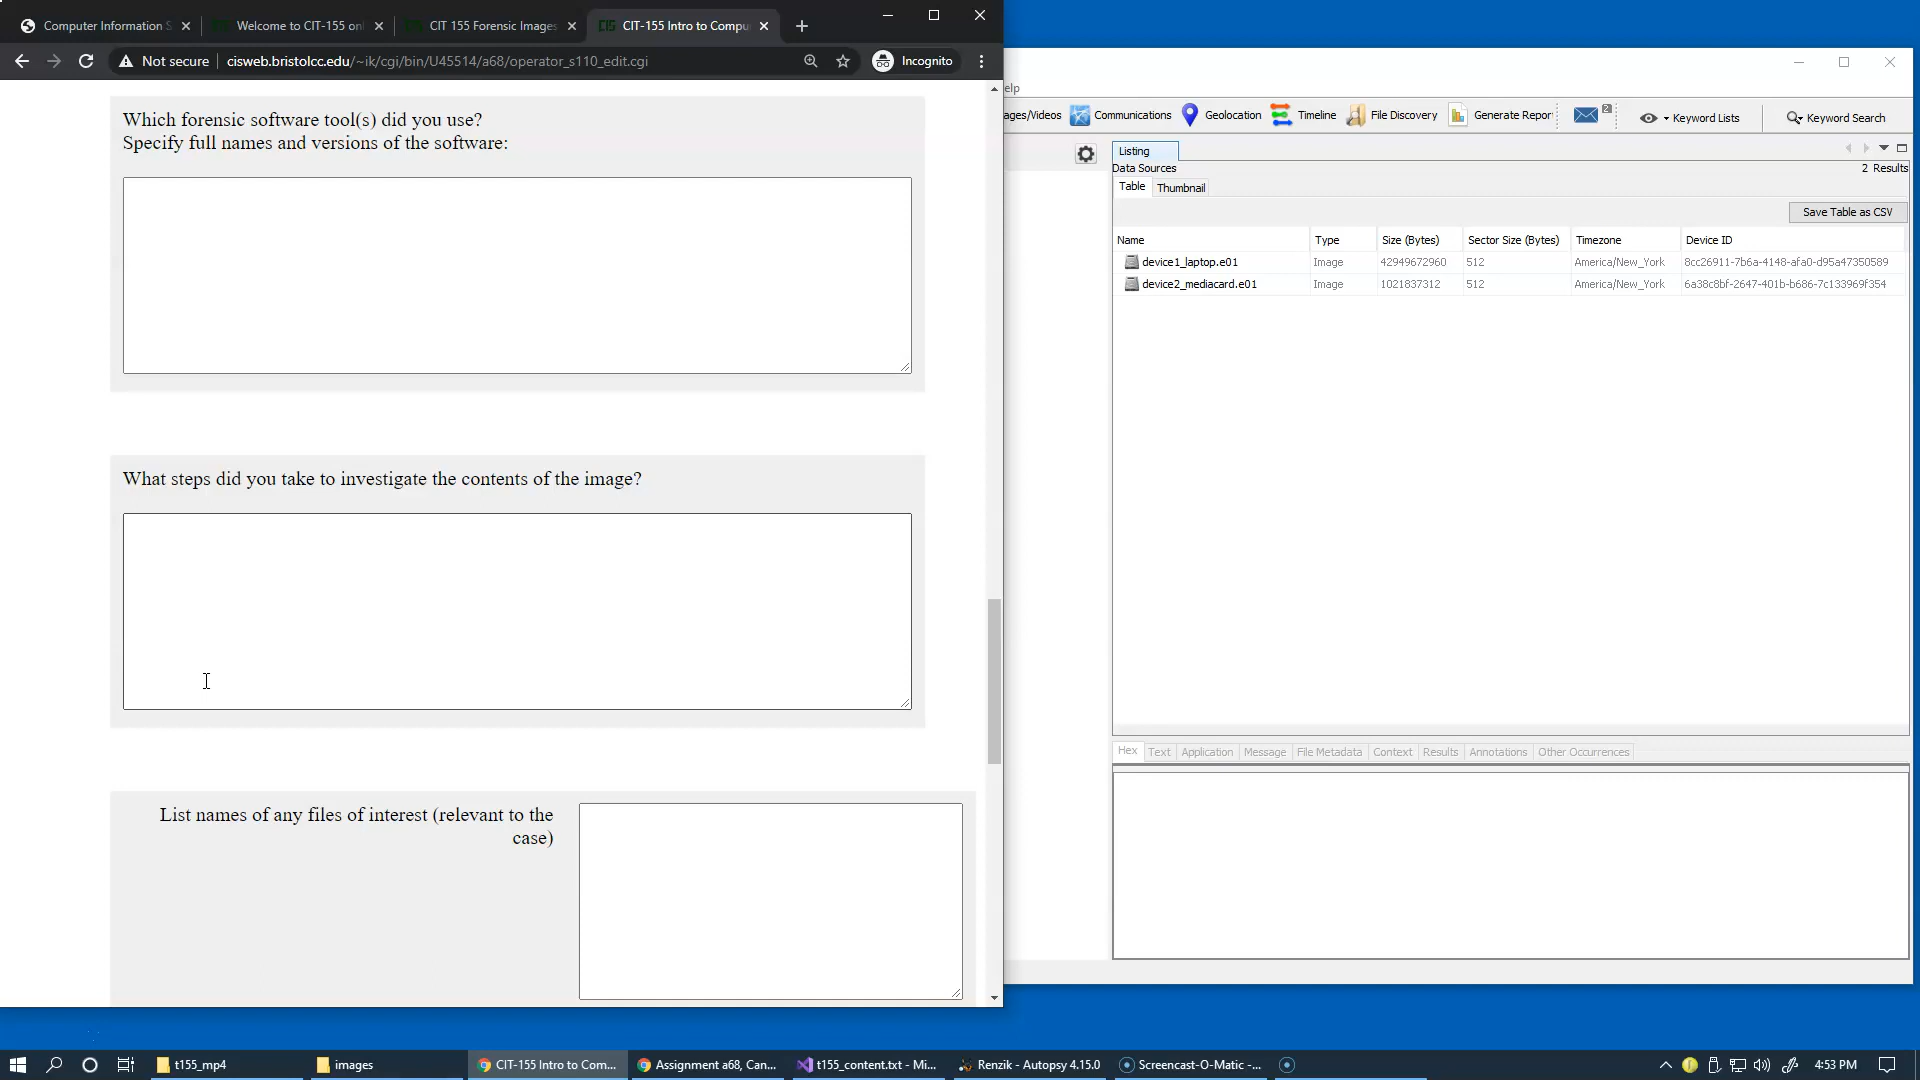 Computer Information S
Welcome to CIT-155 onl
CIT 155 Forensic Images
CIS CIT-155 Intro to Compu
Not secure
cisweb.bristolcc.edu/~ik/cgi/bin/U45514/a68/operator_s110_edit.cgi
Incognito
Which forensic software tool(s) did you use?
Specify full names and versions of the software:
What steps did you take to investigate the contents of the image?
List names of any files of interest (relevant to the
case)
elp
ages/Videos
Communications
Geolocation
Timeline
File Discovery
Generate Report
2
Keyword Lists
Keyword Search
Listing
Data Sources
2 Results
Table
Thumbnail
Save Table as CSV
Name Type Size (Bytes) Sector Size (Bytes) Timezone Device ID
device1_laptop.e01 Image 42949672960 512 America/New_York 8cc26911-7b6a-4148-afa0-d95a47350589
device2_mediacard.e01 Image 1021837312 512 America/New_York 6a38c8bf-2647-401b-b686-7c133969f354
Hex Text Application Message File Metadata Context Results Annotations Other Occurrences
t155_mp4
images
CIT-155 Intro to Com...
Assignment a68, Can...
t155_content.txt - Mi...
Renzik - Autopsy 4.15.0
Screencast-O-Matic -...
4:53 PM